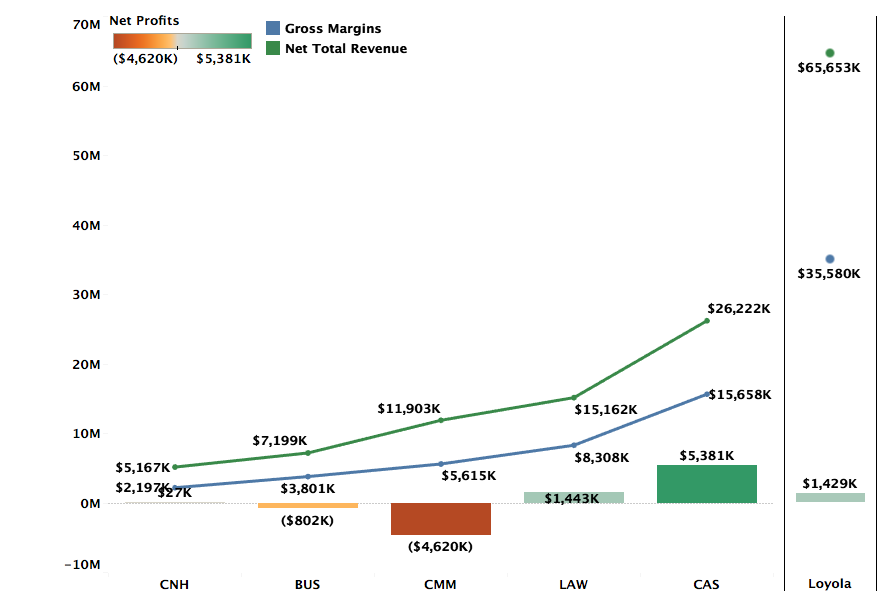 70M
Net Profits
($4,620K) $5,381K
Gross Margins
Net Total Revenue
60M
50M
40M
30M
20M
10M
0M
−10M
$65,653K
$35,580K
$26,222K
$15,658K
$11,903K
$15,162K
$7,199K
$5,167K
$8,308K
$5,615K
$5,381K
$3,801K
$2,197K
$27K
$1,443K
$1,429K
($802K)
($4,620K)
CNH BUS CMM LAW CAS Loyola